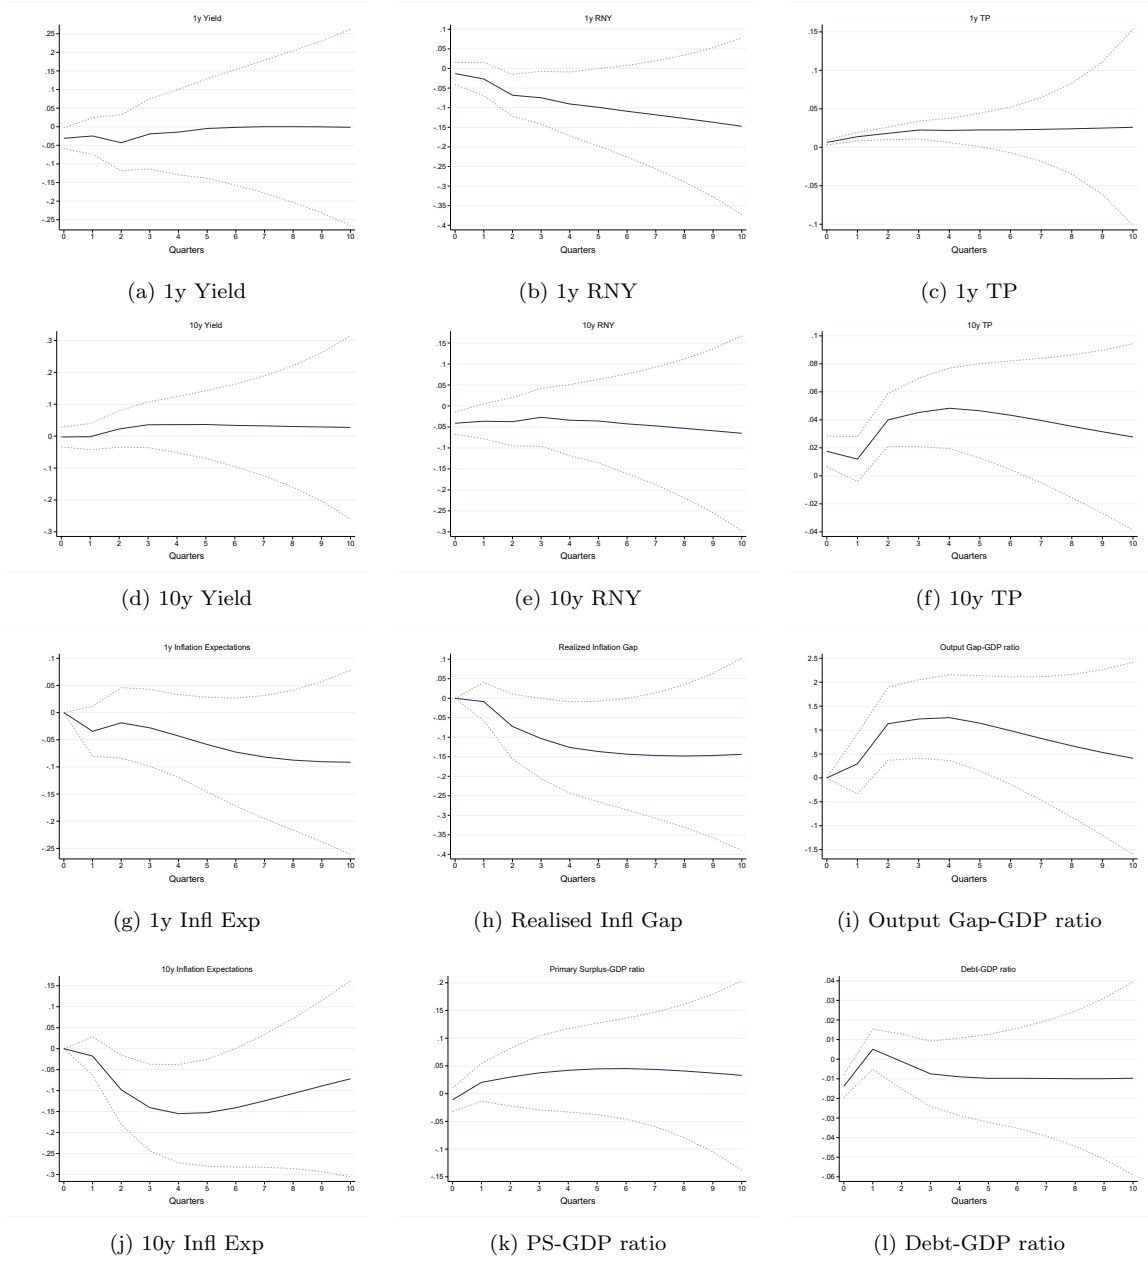 1y Yield
.25
.2
.15
.1
.05
0
-.05
-.1
-.15
-.2
-.25
0 1 2 3 4 5 6 7 8 9 10
Quarters
(a) 1y Yield
1y RNY
.1
.05
0
-.05
-.1
-.15
-.2
-.25
-.3
-.35
-.4
0 1 2 3 4 5 6 7 8 9 10
Quarters
(b) 1y RNY
1y TP
.15
.1
.05
0
-.05
-.1
0 1 2 3 4 5 6 7 8 9 10
Quarters
(c) 1y TP
10y Yield
.3
.2
.1
0
-.1
-.2
-.3
0 1 2 3 4 5 6 7 8 9 10
Quarters
(d) 10y Yield
10y RNY
.15
.1
.05
0
-.05
-.1
-.15
-.2
-.25
-.3
0 1 2 3 4 5 6 7 8 9 10
Quarters
(e) 10y RNY
10y TP
.1
.08
.06
.04
.02
0
-.02
-.04
0 1 2 3 4 5 6 7 8 9 10
Quarters
(f) 10y TP
1y Inflation Expectations
.1
.05
0
-.05
-.1
-.15
-.2
-.25
0 1 2 3 4 5 6 7 8 9 10
Quarters
(g) 1y Infl Exp
Realized Inflation Gap
.1
.05
0
-.05
-.1
-.15
-.2
-.25
-.3
-.35
-.4
0 1 2 3 4 5 6 7 8 9 10
Quarters
(h) Realised Infl Gap
Output Gap-GDP ratio
2.5
2
1.5
1
.5
0
-.5
-1
-1.5
0 1 2 3 4 5 6 7 8 9 10
Quarters
(i) Output Gap-GDP ratio
10y Inflation Expectations
.15
.1
.05
0
-.05
-.1
-.15
-.2
-.25
-.3
0 1 2 3 4 5 6 7 8 9 10
Quarters
(j) 10y Infl Exp
Primary Surplus-GDP ratio
.2
.15
.1
.05
0
-.05
-.1
-.15
0 1 2 3 4 5 6 7 8 9 10
Quarters
(k) PS-GDP ratio
Debt-GDP ratio
.04
.03
.02
.01
0
-.01
-.02
-.03
-.04
-.05
-.06
0 1 2 3 4 5 6 7 8 9 10
Quarters
(l) Debt-GDP ratio